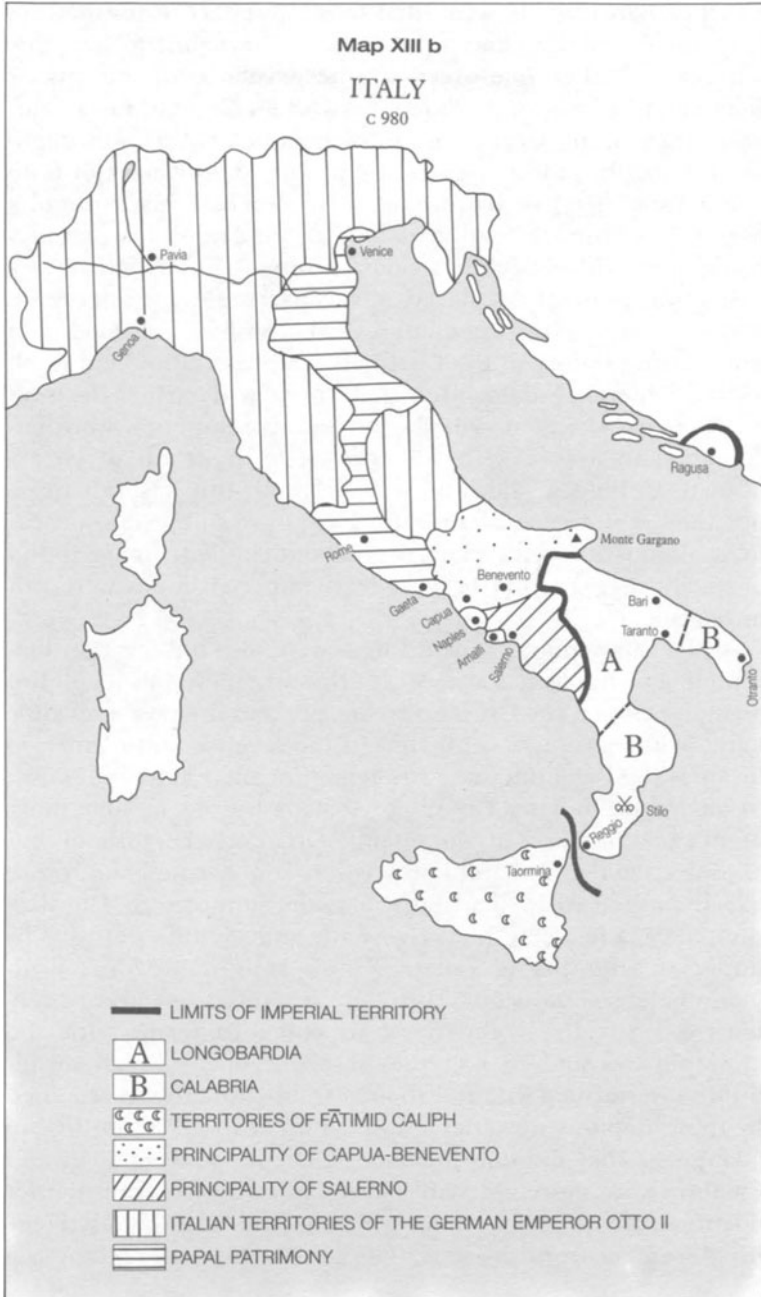 Map XIII b
ITALY
c 980
Pavia
Venice
Genoa
Ragusa
Rome
Monte Gargano
Gaeta
Capua
Benevento
Naples
Amalfi
Salerno
Bari
Taranto
A
B
Otranto
B
Reggio
Stilo
Taormina
LIMITS OF IMPERIAL TERRITORY
A LONGOBARDIA
B CALABRIA
TERRITORIES OF FĀTIMID CALIPH
PRINCIPALITY OF CAPUA-BENEVENTO
PRINCIPALITY OF SALERNO
ITALIAN TERRITORIES OF THE GERMAN EMPEROR OTTO II
PAPAL PATRIMONY